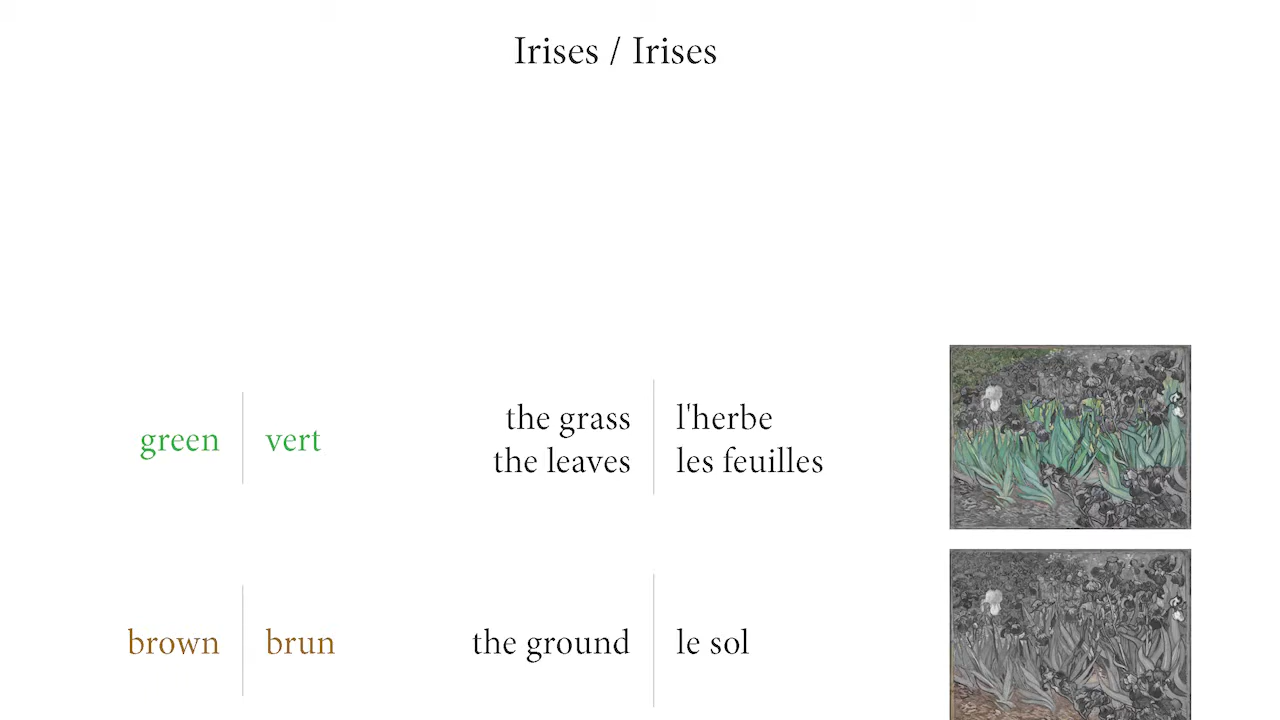 Irises / Irises
green vert
the grass l'herbe
the leaves les feuilles
brown brun
the ground le sol